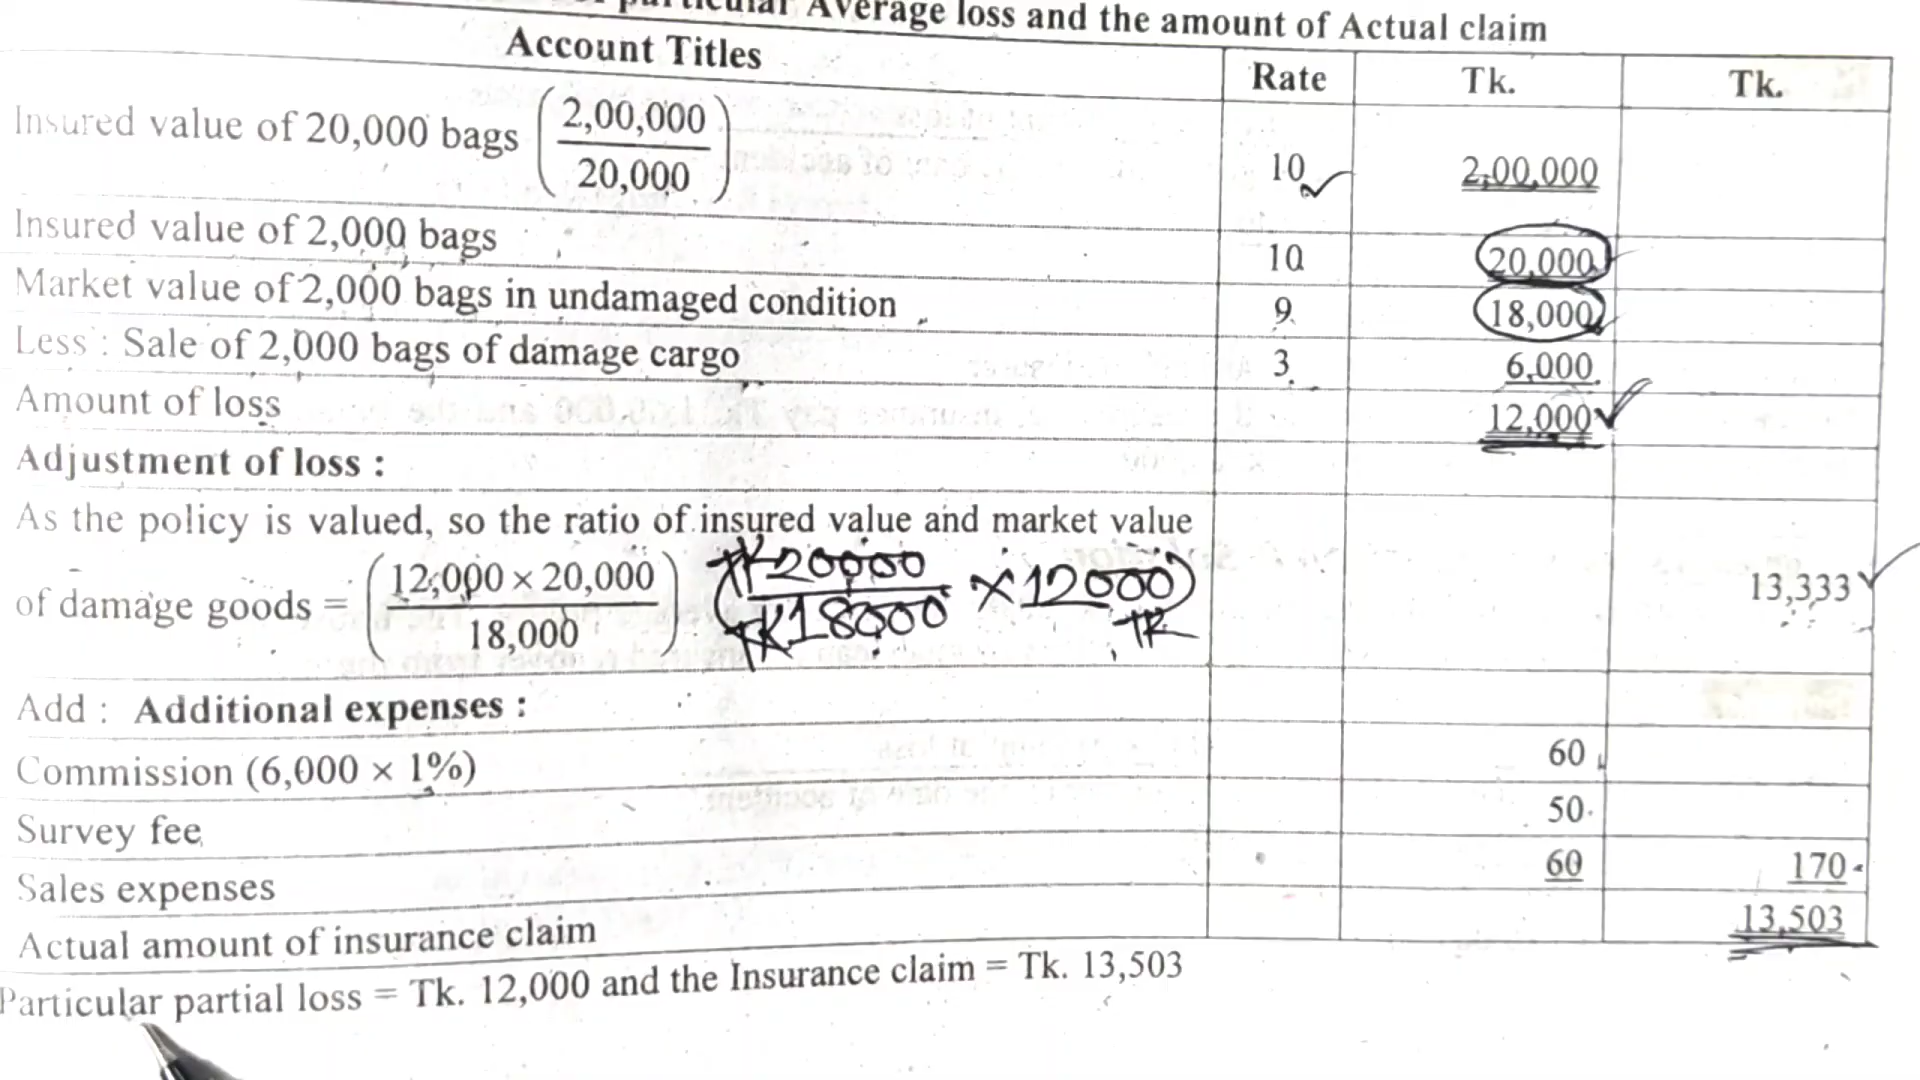 particular Average loss and the amount of Actual claim
Account Titles Rate Tk. Tk.
Insured value of 20,000 bags (2,00,000 / 20,000) 10 2,00,000
Insured value of 2,000 bags 10 20,000
Market value of 2,000 bags in undamaged condition 9 18,000
Less : Sale of 2,000 bags of damage cargo 3 6,000
Amount of loss 12,000
Adjustment of loss :
As the policy is valued, so the ratio of insured value and market value
of damage goods = (12,000 × 20,000 / 18,000) (TK 20000 / TK 18000 × 12000 TK) 13,333
Add : Additional expenses :
Commission (6,000 × 1%) 60
Survey fee 50
Sales expenses 60 170
Actual amount of insurance claim 13,503
Particular partial loss = Tk. 12,000 and the Insurance claim = Tk. 13,503